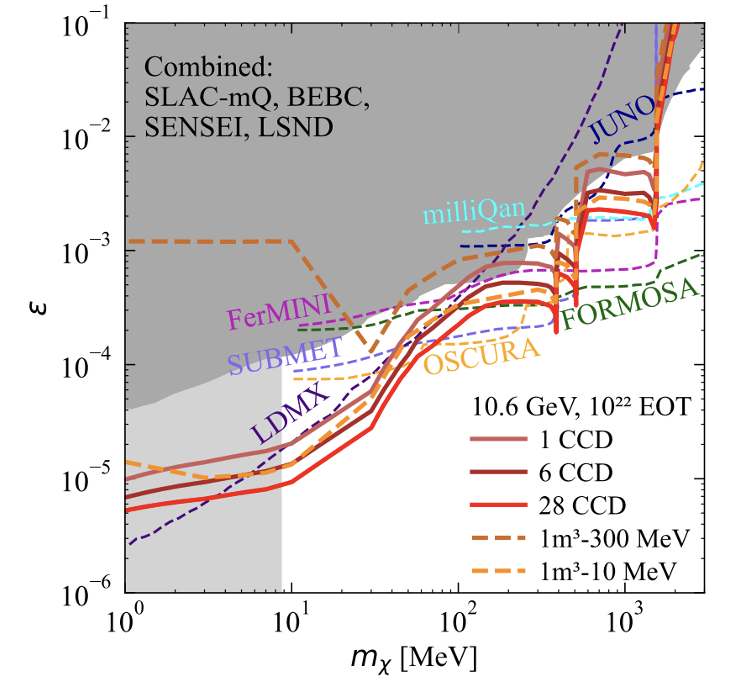 10⁻¹
10⁻²
10⁻³
10⁻⁴
10⁻⁵
10⁻⁶
ε
Combined:
SLAC-mQ, BEBC,
SENSEI, LSND
JUNO
milliQan
FerMINI
FORMOSA
SUBMET
OSCURA
LDMX
10.6 GeV, 10²² EOT
1 CCD
6 CCD
28 CCD
1m³-300 MeV
1m³-10 MeV
10⁰
10¹
10²
10³
mᵪ [MeV]